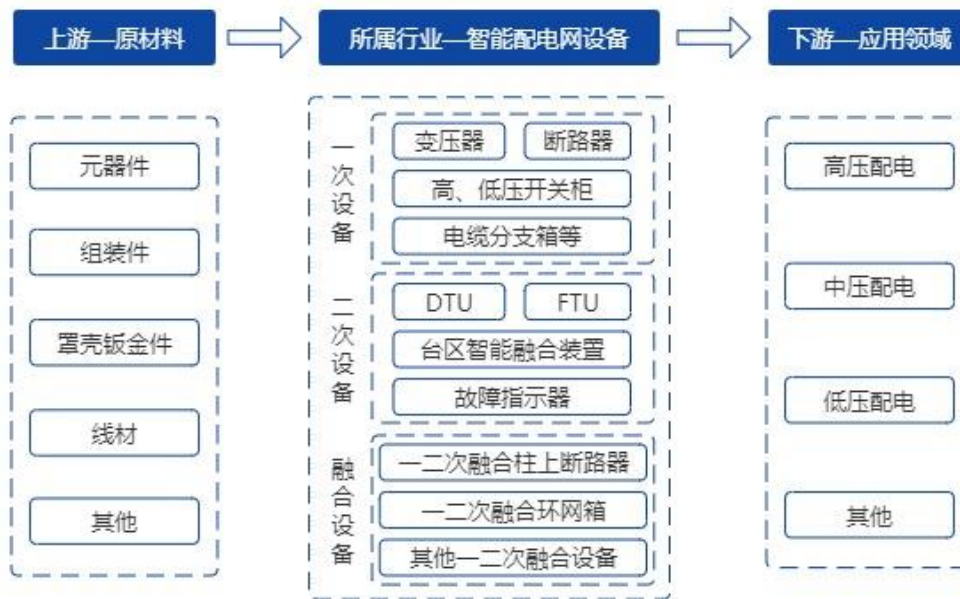 上游—原材料
所属行业—智能配电网设备
下游—应用领域
元器件
组装件
罩壳钣金件
线材
其他
一次设备
变压器
断路器
高、低压开关柜
电缆分支箱等
二次设备
DTU
FTU
台区智能融合装置
故障指示器
融合设备
一二次融合柱上断路器
一二次融合环网箱
其他一二次融合设备
高压配电
中压配电
低压配电
其他